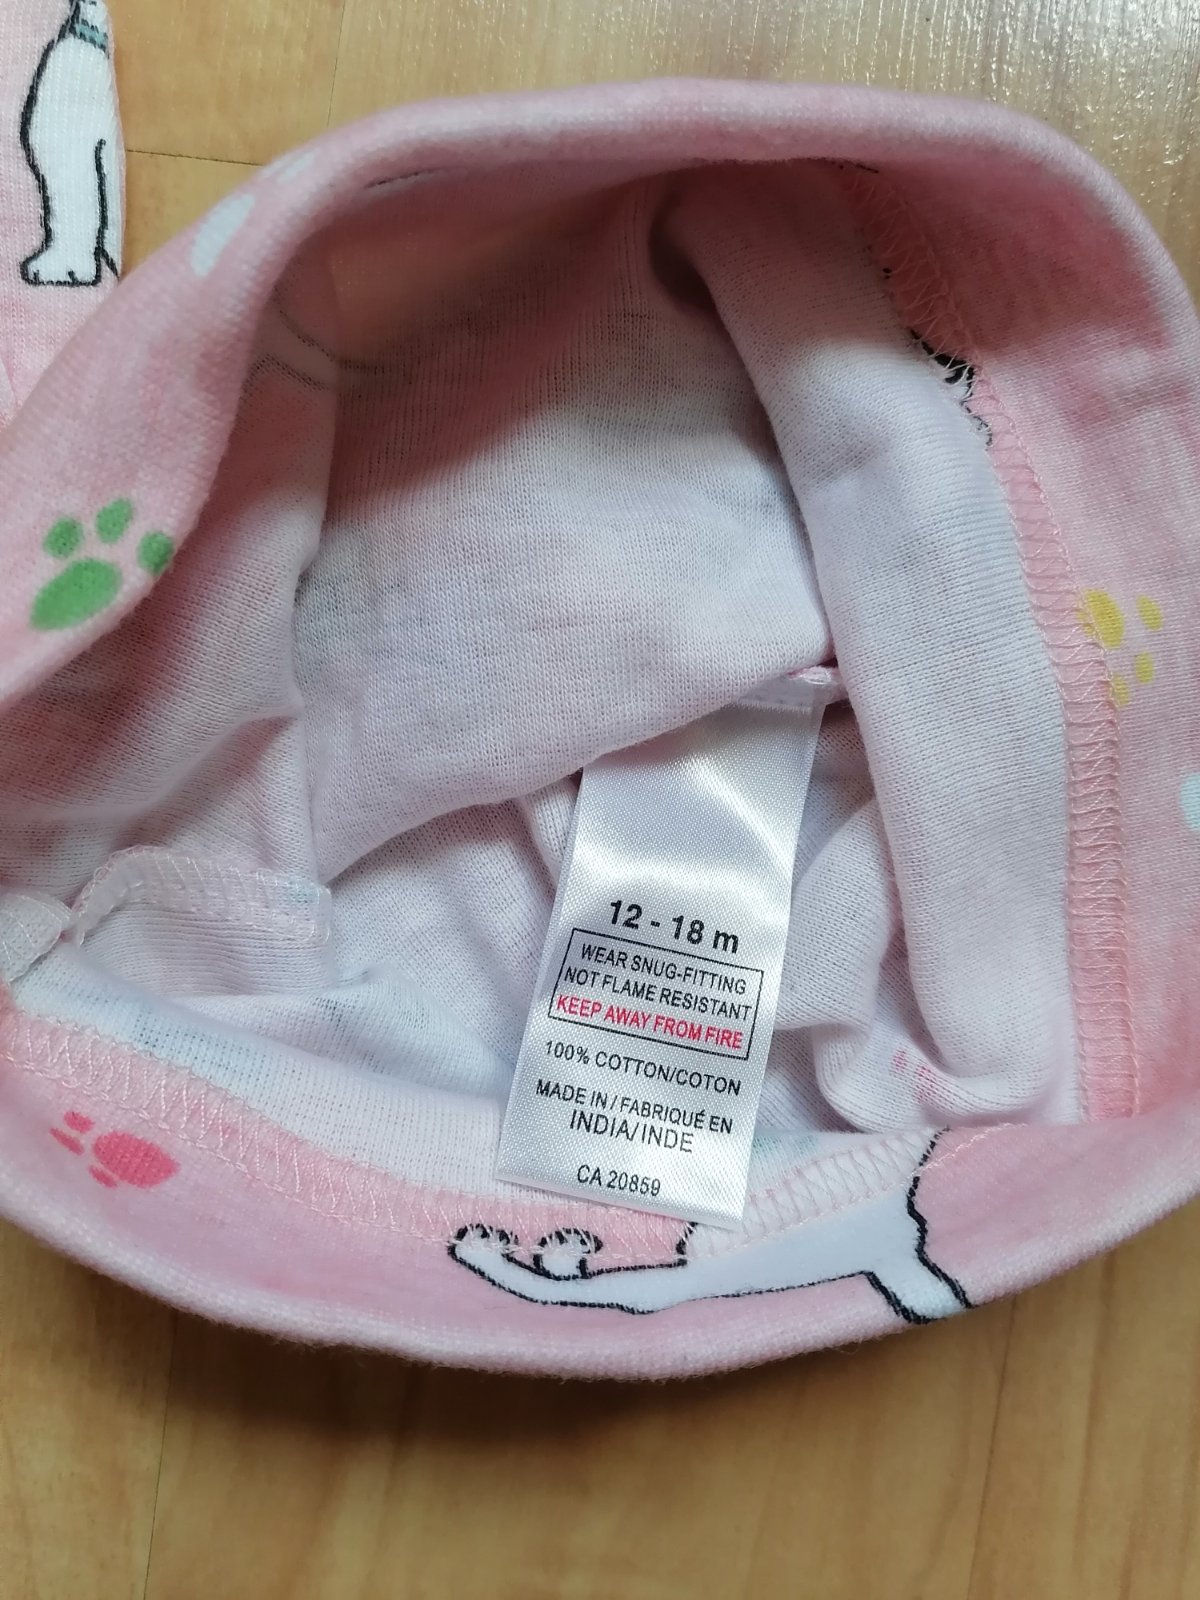 12 - 18 m
WEAR SNUG-FITTING
NOT FLAME RESISTANT
KEEP AWAY FROM FIRE
100% COTTON/COTON
MADE IN / FABRIQUÉ EN
INDIA/INDE
CA 20859